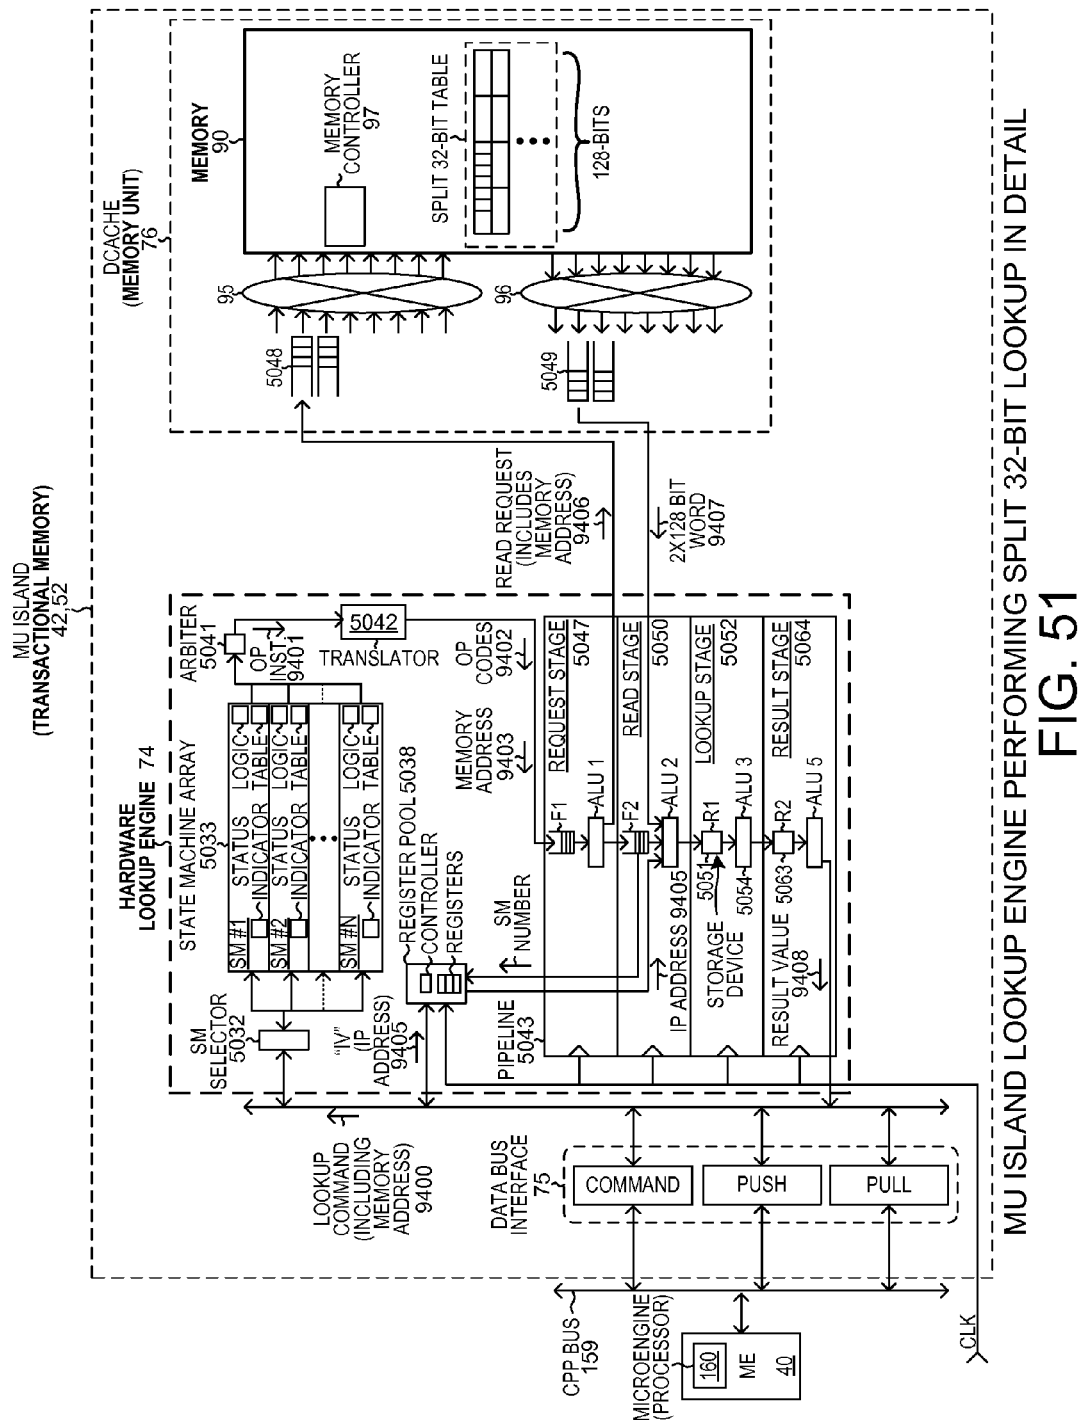 MU ISLAND
(TRANSACTIONAL MEMORY)
42,52
DCACHE
(MEMORY UNIT)
76
MEMORY
90
MEMORY
CONTROLLER
97
SPLIT 32-BIT TABLE
128-BITS
95
96
5048
5049
READ REQUEST
(INCLUDES
MEMORY
ADDRESS)
9406
2X128 BIT
WORD
9407
HARDWARE
LOOKUP ENGINE 74
STATE MACHINE ARRAY
5033
SM
SELECTOR
5032
SM #1
STATUS
INDICATOR
LOGIC
TABLE
SM #2
STATUS
INDICATOR
LOGIC
TABLE
SM #N
STATUS
INDICATOR
LOGIC
TABLE
ARBITER
5041
OP
INST.
9401
5042
TRANSLATOR
OP
CODES
9402
MEMORY
ADDRESS
9403
"IV"
(IP
ADDRESS)
9405
REGISTER POOL 5038
CONTROLLER
REGISTERS
SM
NUMBER
PIPELINE
5043
REQUEST STAGE
5047
F1
ALU 1
READ STAGE
5050
F2
ALU 2
IP ADDRESS 9405
LOOKUP STAGE
5052
5051
R1
STORAGE
DEVICE
5054
ALU 3
RESULT STAGE
5064
5063
R2
ALU 5
RESULT VALUE
9408
LOOKUP
COMMAND
(INCLUDING
MEMORY
ADDRESS)
9400
DATA BUS
INTERFACE
75
COMMAND
PUSH
PULL
CPP BUS
159
MICROENGINE
(PROCESSOR)
160
ME
40
CLK
MU ISLAND LOOKUP ENGINE PERFORMING SPLIT 32-BIT LOOKUP IN DETAIL
FIG. 51